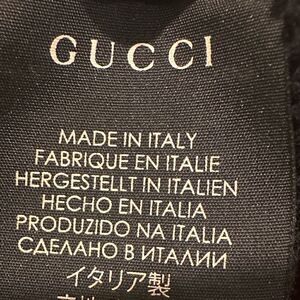 GUCCI
MADE IN ITALY
FABRIQUE EN ITALIE
HERGESTELLT IN ITALIEN
HECHO EN ITALIA
PRODUZIDO NA ITALIA
СДЕЛАНО В ИТАЛИИ
イタリア製